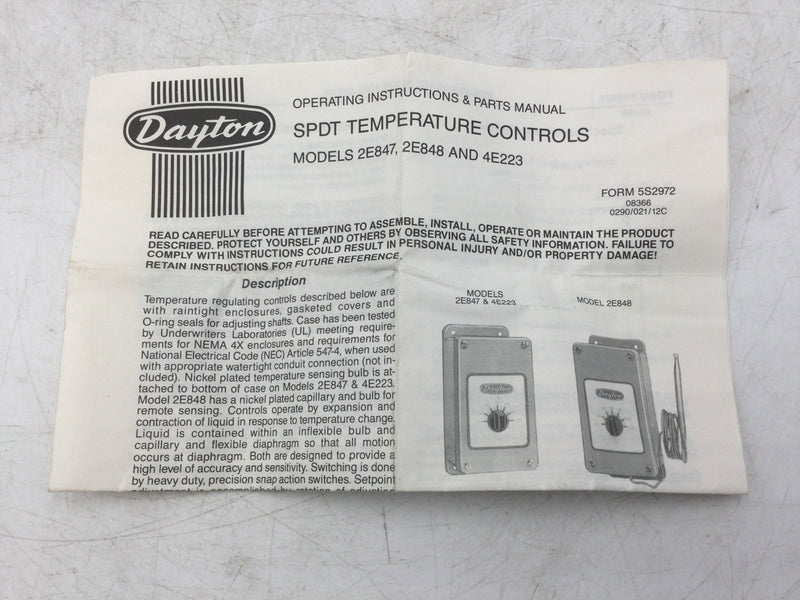 Dayton
OPERATING INSTRUCTIONS & PARTS MANUAL
SPDT TEMPERATURE CONTROLS
MODELS 2E847, 2E848 AND 4E223
FORM 5S2972
08366
0290/021/12C
READ CAREFULLY BEFORE ATTEMPTING TO ASSEMBLE, INSTALL, OPERATE OR MAINTAIN THE PRODUCT
DESCRIBED. PROTECT YOURSELF AND OTHERS BY OBSERVING ALL SAFETY INFORMATION. FAILURE TO
COMPLY WITH INSTRUCTIONS COULD RESULT IN PERSONAL INJURY AND/OR PROPERTY DAMAGE!
RETAIN INSTRUCTIONS FOR FUTURE REFERENCE.
Description
Temperature regulating controls described below are
with raintight enclosures, gasketed covers and
O-ring seals for adjusting shafts. Case has been tested
by Underwriters Laboratories (UL) meeting require-
ments for NEMA 4X enclosures and requirements for
National Electrical Code (NEC) Article 547-4, when used
with appropriate watertight conduit connection (not in-
cluded). Nickel plated temperature sensing bulb is at-
tached to bottom of case on Models 2E847 & 4E223.
Model 2E848 has a nickel plated capillary and bulb for
remote sensing. Controls operate by expansion and
contraction of liquid in response to temperature change.
Liquid is contained within an inflexible bulb and
capillary and flexible diaphragm so that all motion
occurs at diaphragm. Both are designed to provide a
high level of accuracy and sensitivity. Switching is done
by heavy duty, precision snap action switches. Setpoint
adjustment is accomplished by rotation of adjusting
MODELS
2E847 & 4E223
MODEL 2E848
Dayton
Dayton